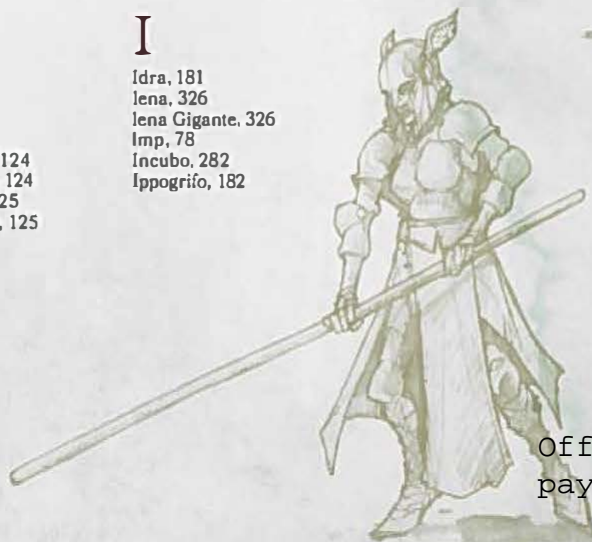 124
, 124
25
, 125
I
Idra, 181
Iena, 326
Iena Gigante, 326
Imp, 78
Incubo, 282
Ippogrifo, 182
Off
pay